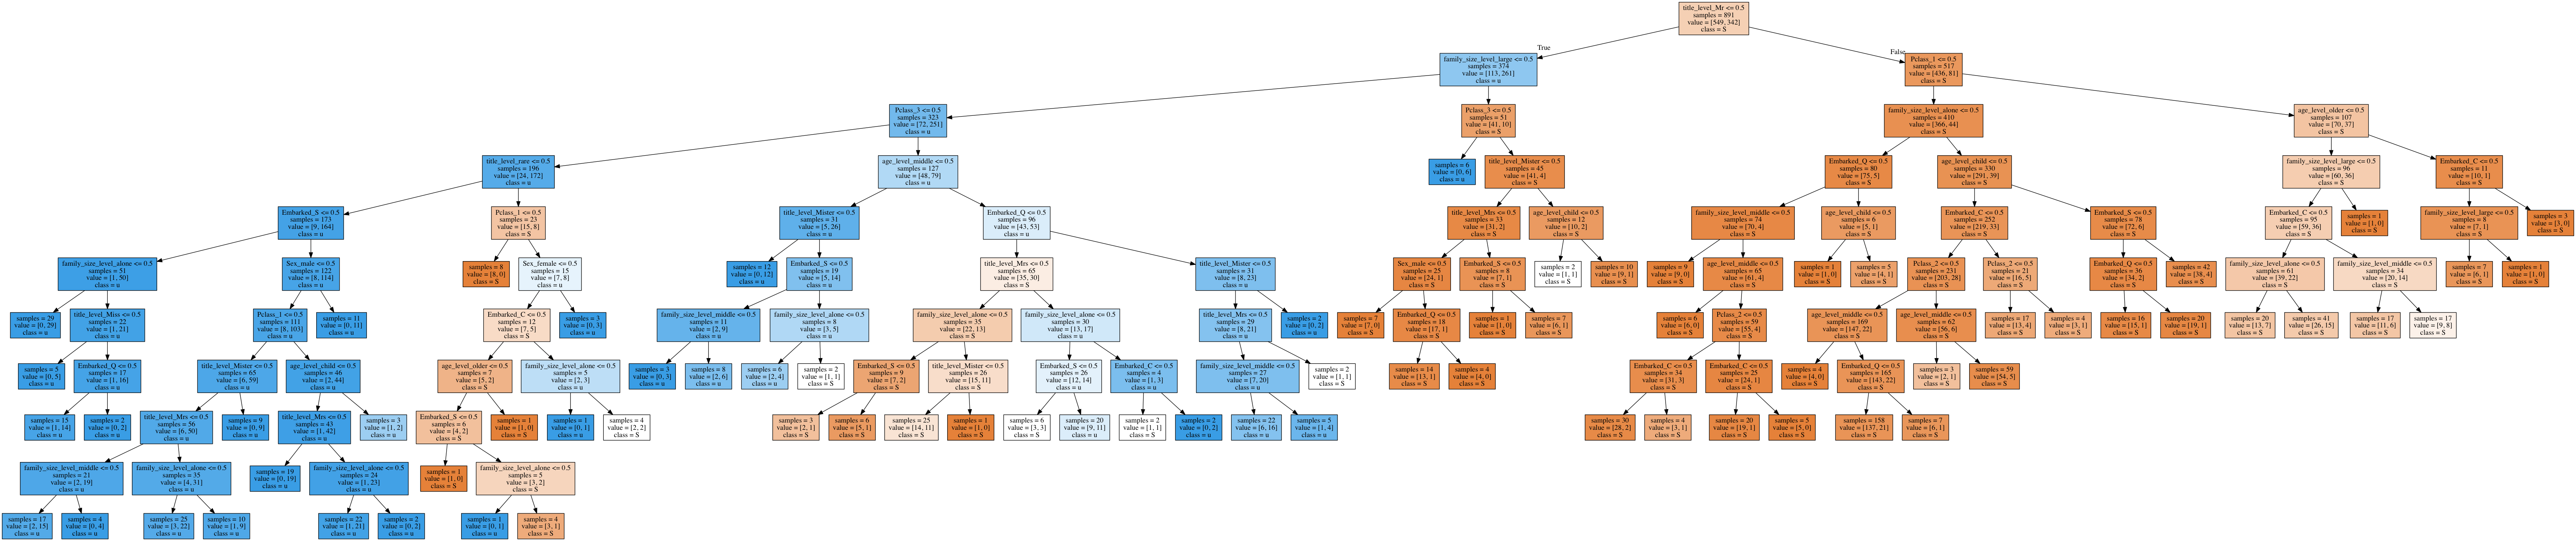 title_level_Mr <= 0.5
samples = 891
value = [549, 342]
class = S
True
False
family_size_level_large <= 0.5
samples = 374
value = [113, 261]
class = u
Pclass_1 <= 0.5
samples = 517
value = [436, 81]
class = S
Pclass_3 <= 0.5
samples = 323
value = [72, 251]
class = u
Pclass_3 <= 0.5
samples = 51
value = [41, 10]
class = S
family_size_level_alone <= 0.5
samples = 410
value = [366, 44]
class = S
age_level_older <= 0.5
samples = 107
value = [70, 37]
class = S
title_level_rare <= 0.5
samples = 196
value = [24, 172]
class = u
age_level_middle <= 0.5
samples = 127
value = [48, 79]
class = u
samples = 6
value = [0, 6]
class = u
title_level_Mister <= 0.5
samples = 45
value = [41, 4]
class = S
Embarked_Q <= 0.5
samples = 80
value = [75, 5]
class = S
age_level_child <= 0.5
samples = 330
value = [291, 39]
class = S
family_size_level_large <= 0.5
samples = 96
value = [60, 36]
class = S
Embarked_C <= 0.5
samples = 11
value = [10, 1]
class = S
Embarked_S <= 0.5
samples = 173
value = [9, 164]
class = u
Pclass_1 <= 0.5
samples = 23
value = [15, 8]
class = S
title_level_Mister <= 0.5
samples = 31
value = [5, 26]
class = u
Embarked_Q <= 0.5
samples = 96
value = [43, 53]
class = u
title_level_Mrs <= 0.5
samples = 33
value = [31, 2]
class = S
age_level_child <= 0.5
samples = 12
value = [10, 2]
class = S
family_size_level_middle <= 0.5
samples = 74
value = [70, 4]
class = S
age_level_child <= 0.5
samples = 6
value = [5, 1]
class = S
Embarked_C <= 0.5
samples = 252
value = [219, 33]
class = S
Embarked_S <= 0.5
samples = 78
value = [72, 6]
class = S
Embarked_C <= 0.5
samples = 95
value = [59, 36]
class = S
samples = 1
value = [1, 0]
class = S
family_size_level_large <= 0.5
samples = 8
value = [7, 1]
class = S
samples = 3
value = [3, 0]
class = S
family_size_level_alone <= 0.5
samples = 51
value = [1, 50]
class = u
Sex_male <= 0.5
samples = 122
value = [8, 114]
class = u
samples = 8
value = [8, 0]
class = S
Sex_female <= 0.5
samples = 15
value = [7, 8]
class = u
samples = 12
value = [0, 12]
class = u
Embarked_S <= 0.5
samples = 19
value = [5, 14]
class = u
title_level_Mrs <= 0.5
samples = 65
value = [35, 30]
class = S
title_level_Mister <= 0.5
samples = 31
value = [8, 23]
class = u
Sex_male <= 0.5
samples = 25
value = [24, 1]
class = S
Embarked_S <= 0.5
samples = 8
value = [7, 1]
class = S
samples = 2
value = [1, 1]
class = S
samples = 10
value = [9, 1]
class = S
samples = 9
value = [9, 0]
class = S
age_level_middle <= 0.5
samples = 65
value = [61, 4]
class = S
samples = 1
value = [1, 0]
class = S
samples = 5
value = [4, 1]
class = S
Pclass_2 <= 0.5
samples = 231
value = [203, 28]
class = S
Pclass_2 <= 0.5
samples = 21
value = [16, 5]
class = S
Embarked_Q <= 0.5
samples = 36
value = [34, 2]
class = S
samples = 42
value = [38, 4]
class = S
family_size_level_alone <= 0.5
samples = 61
value = [39, 22]
class = S
family_size_level_middle <= 0.5
samples = 34
value = [20, 14]
class = S
samples = 7
value = [6, 1]
class = S
samples = 1
value = [1, 0]
class = S
samples = 29
value = [0, 29]
class = u
title_level_Miss <= 0.5
samples = 22
value = [1, 21]
class = u
Pclass_1 <= 0.5
samples = 111
value = [8, 103]
class = u
samples = 11
value = [0, 11]
class = u
Embarked_C <= 0.5
samples = 12
value = [7, 5]
class = S
samples = 3
value = [0, 3]
class = u
family_size_level_middle <= 0.5
samples = 11
value = [2, 9]
class = u
family_size_level_alone <= 0.5
samples = 8
value = [3, 5]
class = u
family_size_level_alone <= 0.5
samples = 35
value = [22, 13]
class = S
family_size_level_alone <= 0.5
samples = 30
value = [13, 17]
class = u
title_level_Mrs <= 0.5
samples = 29
value = [8, 21]
class = u
samples = 2
value = [0, 2]
class = u
samples = 7
value = [7, 0]
class = S
Embarked_Q <= 0.5
samples = 18
value = [17, 1]
class = S
samples = 1
value = [1, 0]
class = S
samples = 7
value = [6, 1]
class = S
samples = 6
value = [6, 0]
class = S
Pclass_2 <= 0.5
samples = 59
value = [55, 4]
class = S
age_level_middle <= 0.5
samples = 169
value = [147, 22]
class = S
age_level_middle <= 0.5
samples = 62
value = [56, 6]
class = S
samples = 17
value = [13, 4]
class = S
samples = 4
value = [3, 1]
class = S
samples = 16
value = [15, 1]
class = S
samples = 20
value = [19, 1]
class = S
samples = 20
value = [13, 7]
class = S
samples = 41
value = [26, 15]
class = S
samples = 17
value = [11, 6]
class = S
samples = 17
value = [9, 8]
class = S
samples = 5
value = [0, 5]
class = u
Embarked_Q <= 0.5
samples = 17
value = [1, 16]
class = u
title_level_Mister <= 0.5
samples = 65
value = [6, 59]
class = u
age_level_child <= 0.5
samples = 46
value = [2, 44]
class = u
age_level_older <= 0.5
samples = 7
value = [5, 2]
class = S
family_size_level_alone <= 0.5
samples = 5
value = [2, 3]
class = u
samples = 3
value = [0, 3]
class = u
samples = 8
value = [2, 6]
class = u
samples = 6
value = [2, 4]
class = u
samples = 2
value = [1, 1]
class = S
Embarked_S <= 0.5
samples = 9
value = [7, 2]
class = S
title_level_Mister <= 0.5
samples = 26
value = [15, 11]
class = S
Embarked_S <= 0.5
samples = 26
value = [12, 14]
class = u
Embarked_C <= 0.5
samples = 4
value = [1, 3]
class = u
family_size_level_middle <= 0.5
samples = 27
value = [7, 20]
class = u
samples = 2
value = [1, 1]
class = S
samples = 14
value = [13, 1]
class = S
samples = 4
value = [4, 0]
class = S
Embarked_C <= 0.5
samples = 34
value = [31, 3]
class = S
Embarked_C <= 0.5
samples = 25
value = [24, 1]
class = S
samples = 4
value = [4, 0]
class = S
Embarked_Q <= 0.5
samples = 165
value = [143, 22]
class = S
samples = 3
value = [2, 1]
class = S
samples = 59
value = [54, 5]
class = S
samples = 15
value = [1, 14]
class = u
samples = 2
value = [0, 2]
class = u
title_level_Mrs <= 0.5
samples = 56
value = [6, 50]
class = u
samples = 9
value = [0, 9]
class = u
title_level_Mrs <= 0.5
samples = 43
value = [1, 42]
class = u
samples = 3
value = [1, 2]
class = u
Embarked_S <= 0.5
samples = 6
value = [4, 2]
class = S
samples = 1
value = [1, 0]
class = S
samples = 1
value = [0, 1]
class = u
samples = 4
value = [2, 2]
class = S
samples = 3
value = [2, 1]
class = S
samples = 6
value = [5, 1]
class = S
samples = 25
value = [14, 11]
class = S
samples = 1
value = [1, 0]
class = S
samples = 6
value = [3, 3]
class = S
samples = 20
value = [9, 11]
class = u
samples = 2
value = [1, 1]
class = S
samples = 2
value = [0, 2]
class = u
samples = 22
value = [6, 16]
class = u
samples = 5
value = [1, 4]
class = u
samples = 30
value = [28, 2]
class = S
samples = 4
value = [3, 1]
class = S
samples = 20
value = [19, 1]
class = S
samples = 5
value = [5, 0]
class = S
samples = 158
value = [137, 21]
class = S
samples = 7
value = [6, 1]
class = S
family_size_level_middle <= 0.5
samples = 21
value = [2, 19]
class = u
family_size_level_alone <= 0.5
samples = 35
value = [4, 31]
class = u
samples = 19
value = [0, 19]
class = u
family_size_level_alone <= 0.5
samples = 24
value = [1, 23]
class = u
samples = 1
value = [1, 0]
class = S
family_size_level_alone <= 0.5
samples = 5
value = [3, 2]
class = S
samples = 17
value = [2, 15]
class = u
samples = 4
value = [0, 4]
class = u
samples = 25
value = [3, 22]
class = u
samples = 10
value = [1, 9]
class = u
samples = 22
value = [1, 21]
class = u
samples = 2
value = [0, 2]
class = u
samples = 1
value = [0, 1]
class = u
samples = 4
value = [3, 1]
class = S